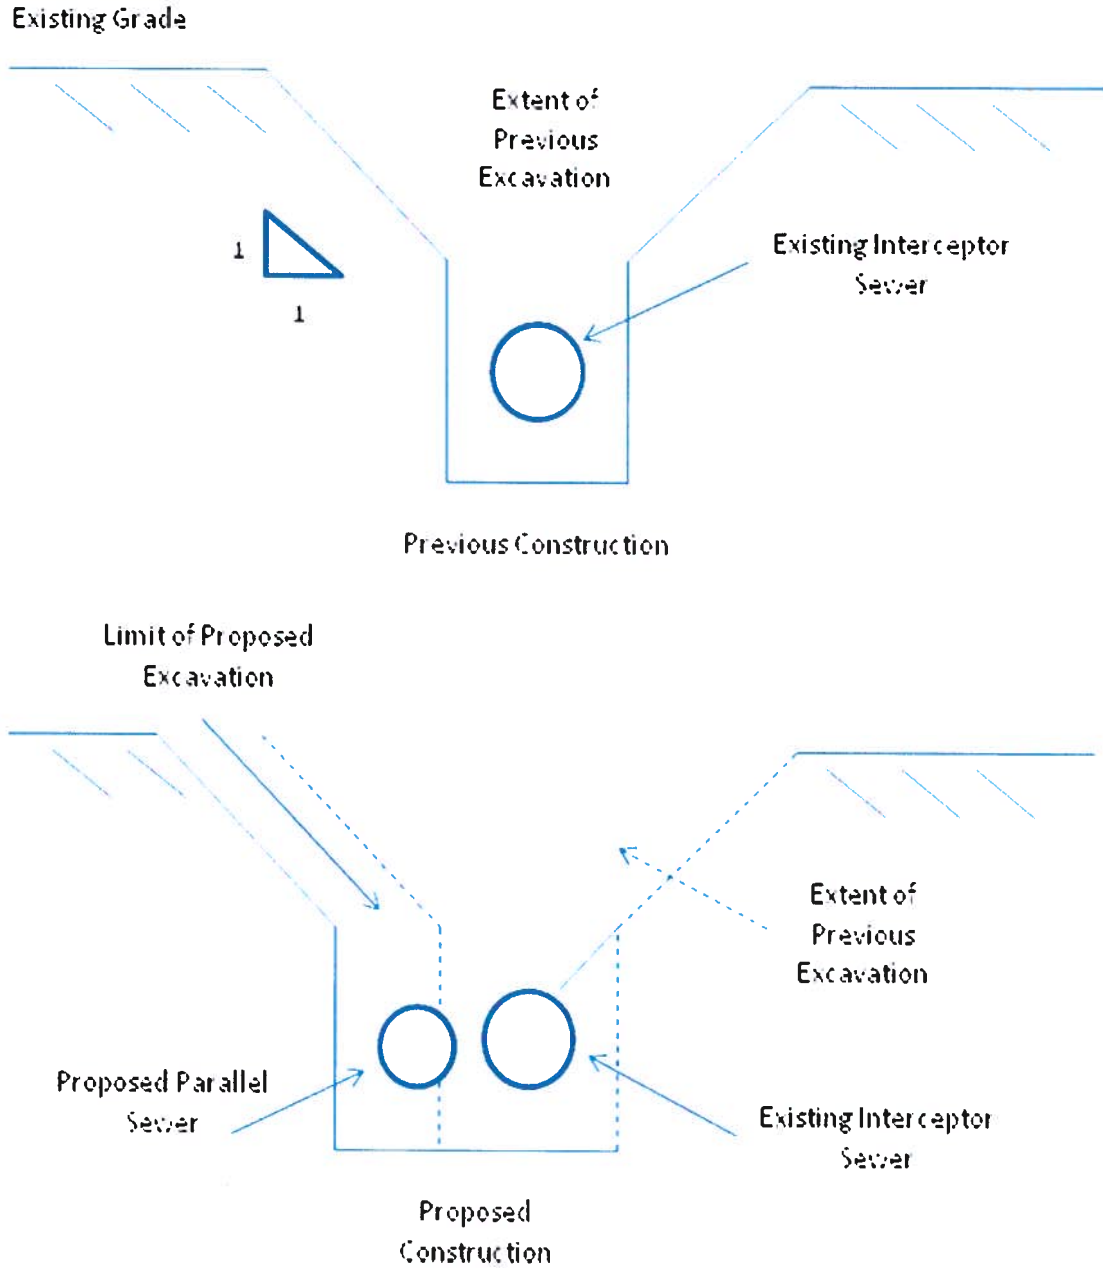 Existing Grade
Extent of
Previous
Excavation
1
1
Existing Interceptor
Sewer
Previous Construction
Limit of Proposed
Excavation
Extent of
Previous
Excavation
Proposed Parallel
Sewer
Existing Interceptor
Sewer
Proposed
Construction